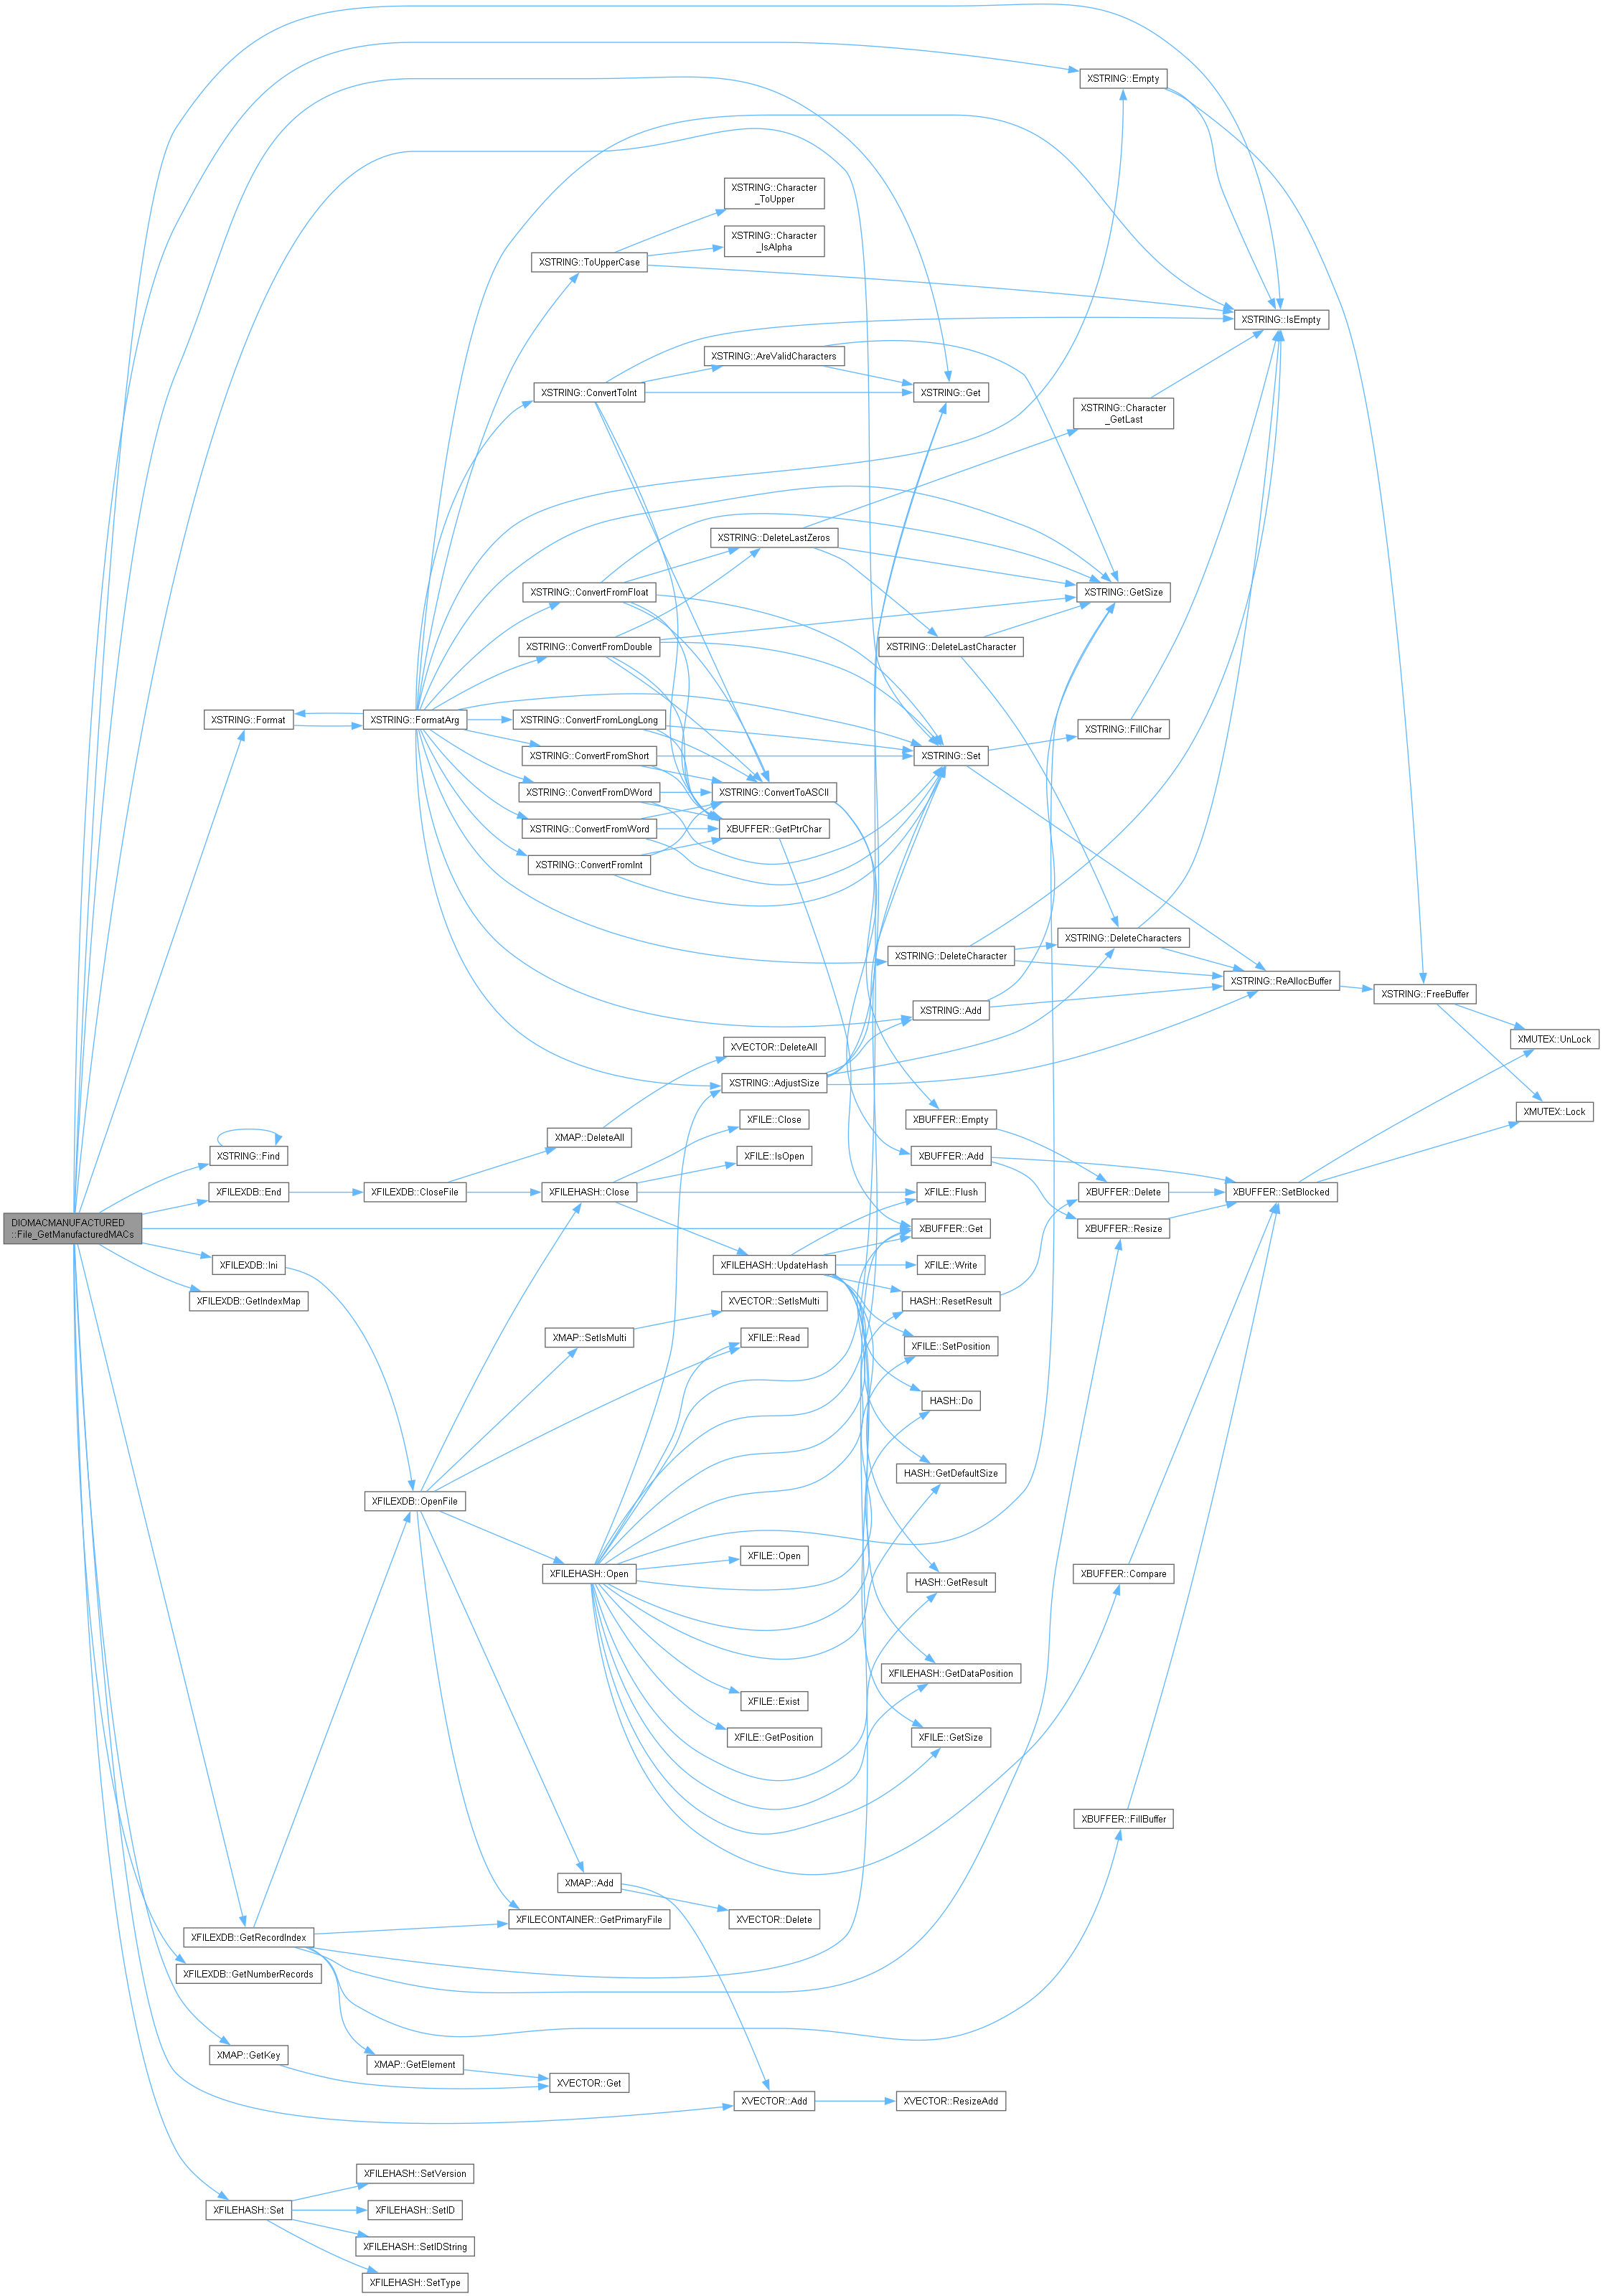 XSTRING::Empty
XSTRING::Character
_ToUpper
XSTRING::Character
_IsAlpha
XSTRING::ToUpperCase
XSTRING::IsEmpty
XSTRING::AreValidCharacters
XSTRING::ConvertToInt
XSTRING::Get
XSTRING::Character
_GetLast
XSTRING::DeleteLastZeros
XSTRING::ConvertFromFloat
XSTRING::GetSize
XSTRING::ConvertFromDouble
XSTRING::DeleteLastCharacter
XSTRING::Format
XSTRING::FormatArg
XSTRING::ConvertFromLongLong
XSTRING::FillChar
XSTRING::ConvertFromShort
XSTRING::Set
XSTRING::ConvertFromDWord
XSTRING::ConvertToASCII
XSTRING::ConvertFromWord
XBUFFER::GetPtrChar
XSTRING::ConvertFromInt
XSTRING::DeleteCharacters
XSTRING::DeleteCharacter
XSTRING::ReAllocBuffer
XSTRING::FreeBuffer
XSTRING::Add
XMUTEX::UnLock
XVECTOR::DeleteAll
XSTRING::AdjustSize
XMUTEX::Lock
XFILE::Close
XBUFFER::Empty
XMAP::DeleteAll
XSTRING::Find
XFILE::IsOpen
XBUFFER::Add
XFILEXDB::End
XFILEXDB::CloseFile
XFILEHASH::Close
XFILE::Flush
XBUFFER::Delete
XBUFFER::SetBlocked
DIOMACMANUFACTURED
::File_GetManufacturedMACs
XBUFFER::Get
XBUFFER::Resize
XFILEXDB::Ini
XFILEHASH::UpdateHash
XFILE::Write
XFILEXDB::GetIndexMap
XVECTOR::SetIsMulti
HASH::ResetResult
XMAP::SetIsMulti
XFILE::Read
XFILE::SetPosition
HASH::Do
HASH::GetDefaultSize
XFILEXDB::OpenFile
XFILE::Open
XFILEHASH::Open
HASH::GetResult
XBUFFER::Compare
XFILEHASH::GetDataPosition
XFILE::Exist
XFILE::GetPosition
XFILE::GetSize
XBUFFER::FillBuffer
XMAP::Add
XFILECONTAINER::GetPrimaryFile
XVECTOR::Delete
XFILEXDB::GetRecordIndex
XFILEXDB::GetNumberRecords
XMAP::GetKey
XMAP::GetElement
XVECTOR::Get
XVECTOR::Add
XVECTOR::ResizeAdd
XFILEHASH::SetVersion
XFILEHASH::Set
XFILEHASH::SetID
XFILEHASH::SetIDString
XFILEHASH::SetType